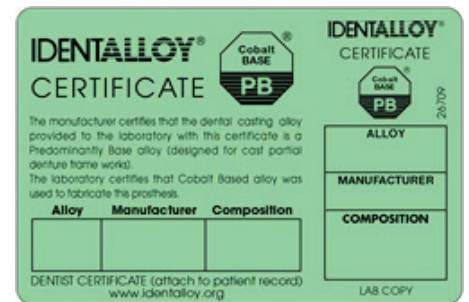 IDENTALLOY®
CERTIFICATE
Cobalt
BASE
PB
®
The manufacturer certifies that the dental casting alloy
provided to the laboratory with this certificate is a
Predominantly Base alloy (designed for cast partial
denture frame works).
The laboratory certifies that Cobalt Based alloy was
used to fabricate this prosthesis.
Alloy Manufacturer Composition
DENTIST CERTIFICATE (attach to patient record)
www.identalloy.org
IDENTALLOY®
CERTIFICATE
Cobalt
BASE
PB
®
26709
ALLOY
MANUFACTURER
COMPOSITION
LAB COPY